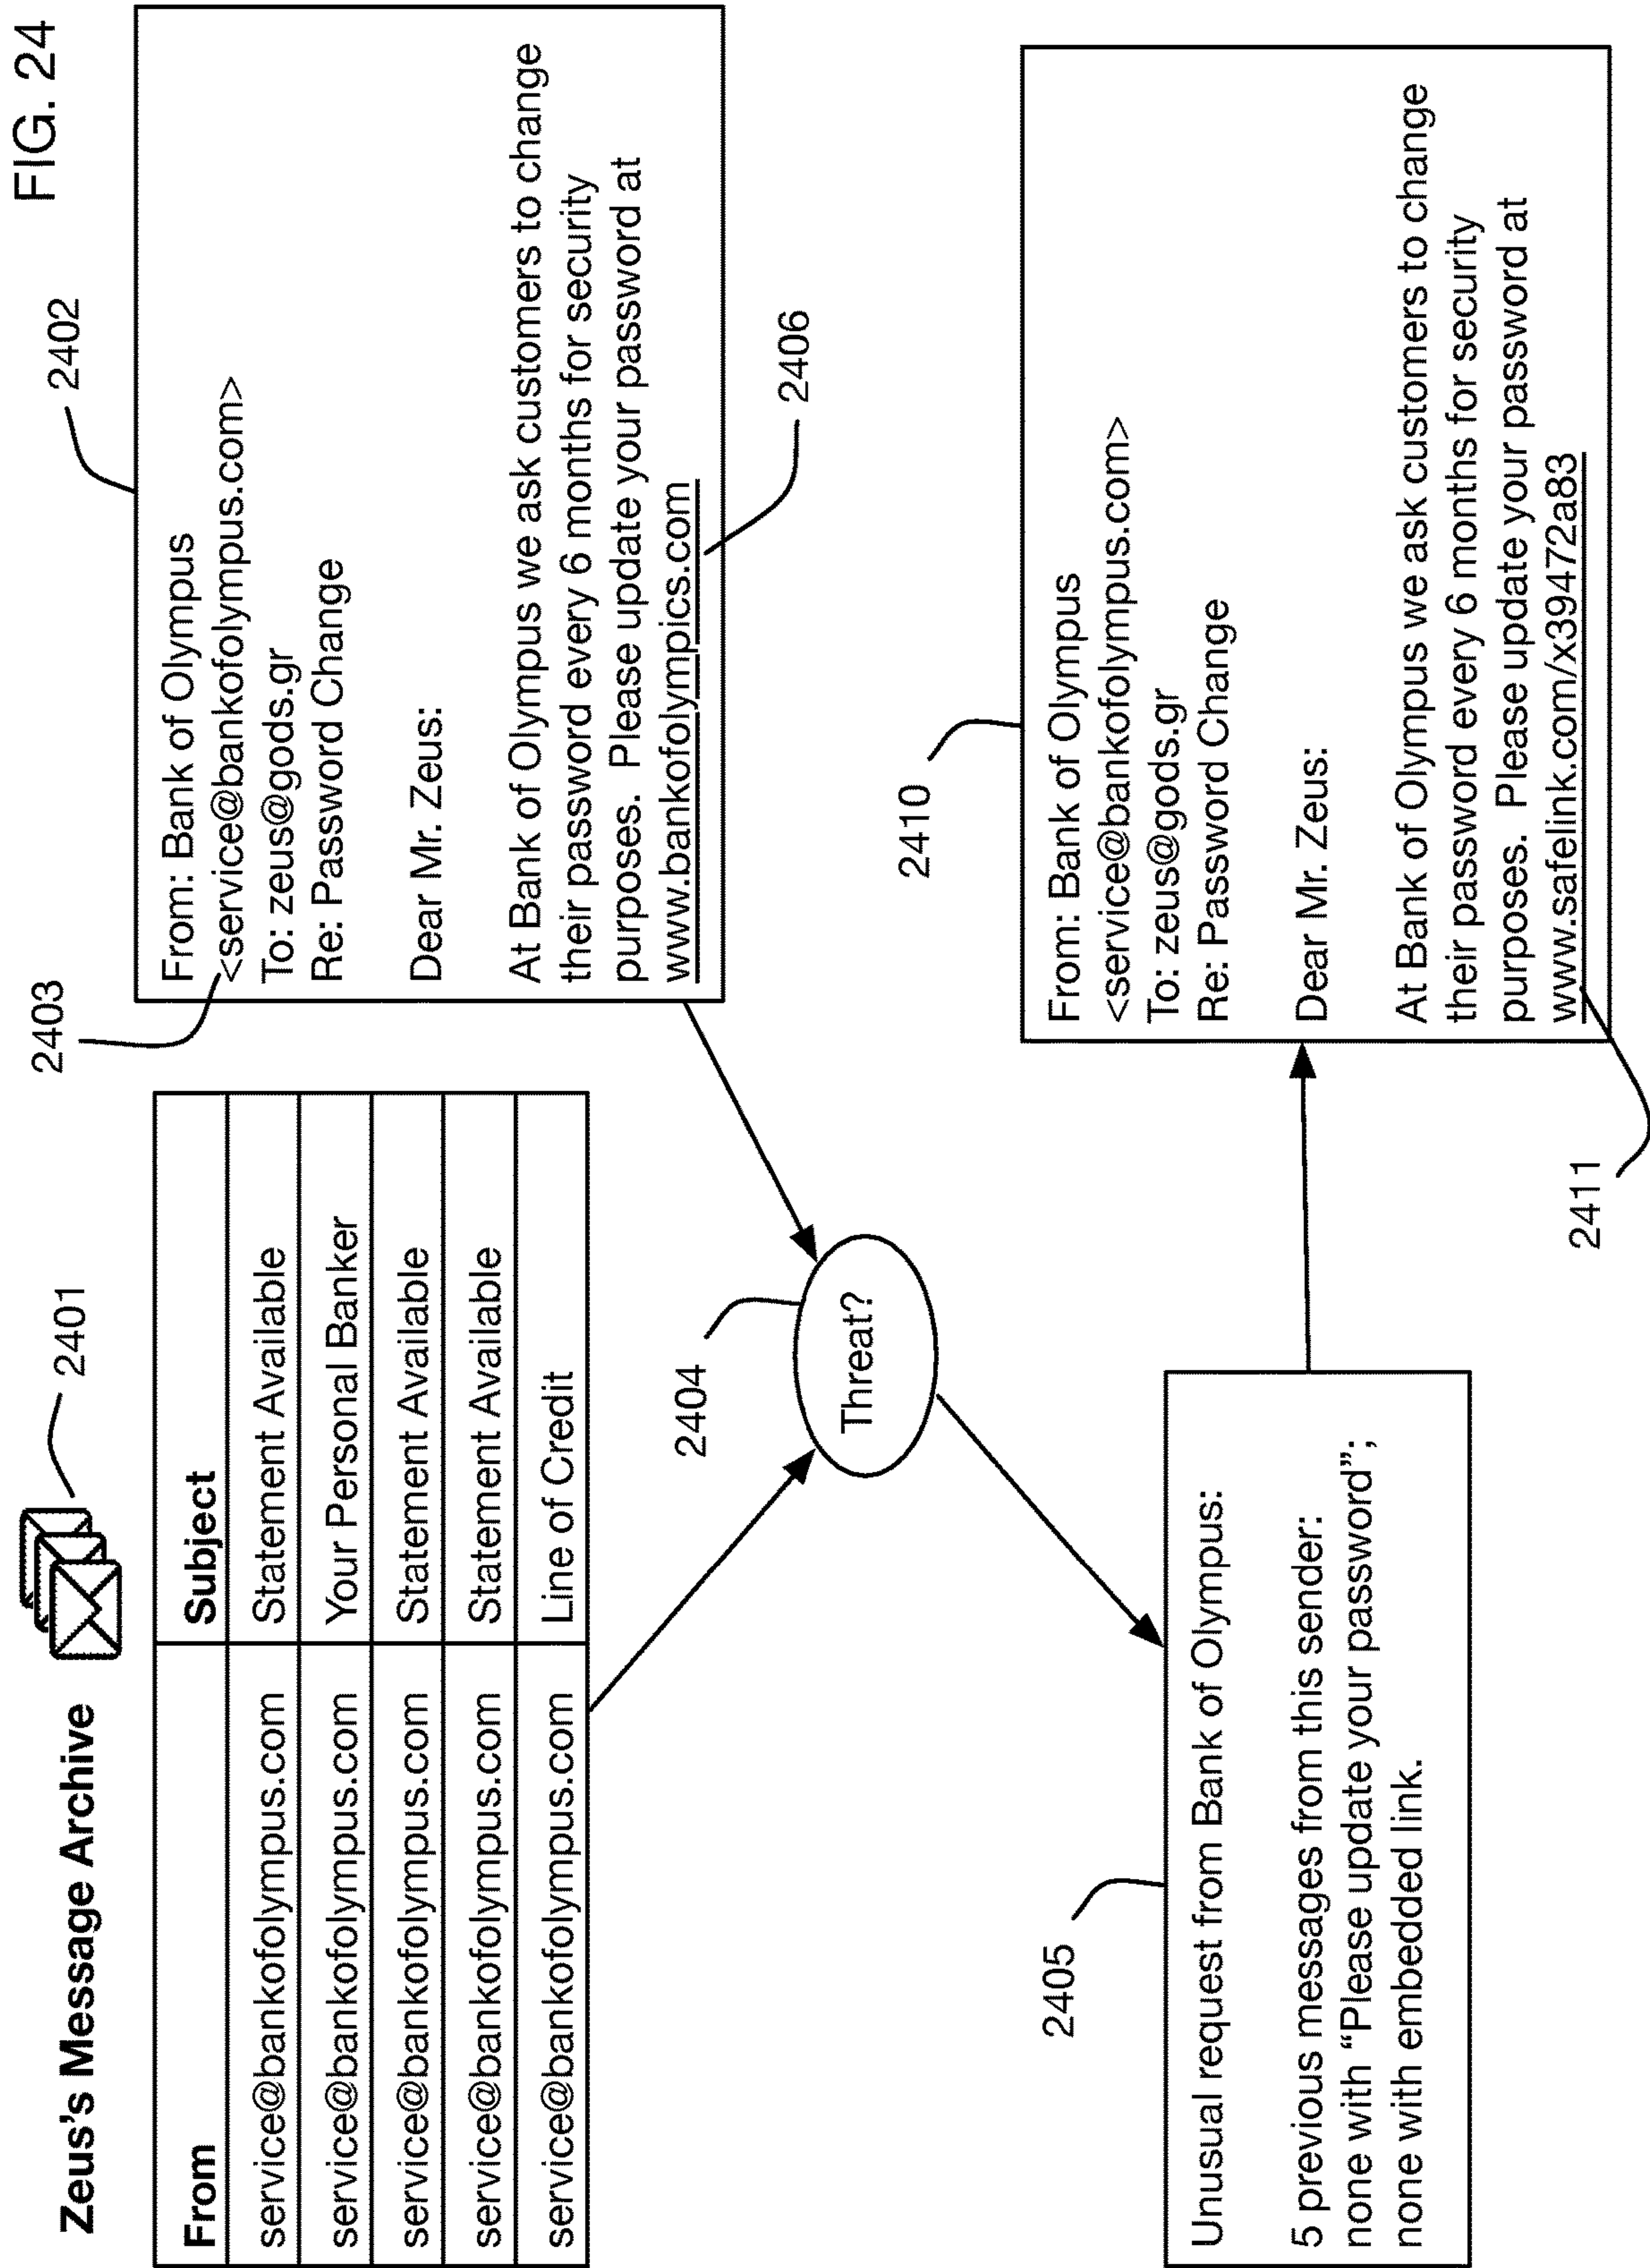 FIG. 24
Zeus's Message Archive
2401
From Subject
service@bankofolympus.com Statement Available
service@bankofolympus.com Your Personal Banker
service@bankofolympus.com Statement Available
service@bankofolympus.com Statement Available
service@bankofolympus.com Line of Credit
2403
2402
From: Bank of Olympus
<service@bankofolympus.com>
To: zeus@gods.gr
Re: Password Change
Dear Mr. Zeus:
At Bank of Olympus we ask customers to change
their password every 6 months for security
purposes. Please update your password at
www.bankofolympics.com
2406
2404
Threat?
2405
Unusual request from Bank of Olympus:
5 previous messages from this sender:
none with “Please update your password”;
none with embedded link.
2410
From: Bank of Olympus
<service@bankofolympus.com>
To: zeus@gods.gr
Re: Password Change
Dear Mr. Zeus:
At Bank of Olympus we ask customers to change
their password every 6 months for security
purposes. Please update your password at
www.safelink.com/x39472a83
2411